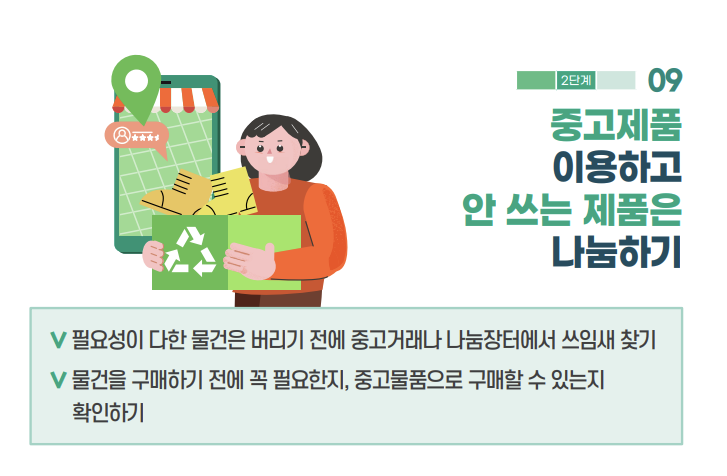 2단계
09
중고제품
이용하고
안 쓰는 제품은
나눔하기
V 필요성이 다한 물건은 버리기 전에 중고거래나 나눔장터에서 쓰임새 찾기
V 물건을 구매하기 전에 꼭 필요한지, 중고물품으로 구매할 수 있는지
확인하기